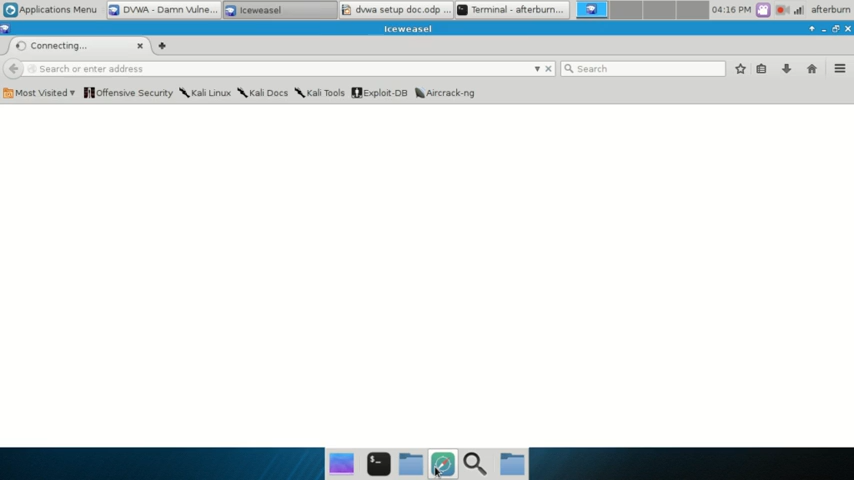 Applications Menu DVWA - Damn Vulne... Iceweasel dvwa setup doc.odp ... Terminal - afterburn... 04:16 PM afterburn
Iceweasel
Connecting...
Search or enter address Search
Most Visited Offensive Security Kali Linux Kali Docs Kali Tools Exploit-DB Aircrack-ng
$_